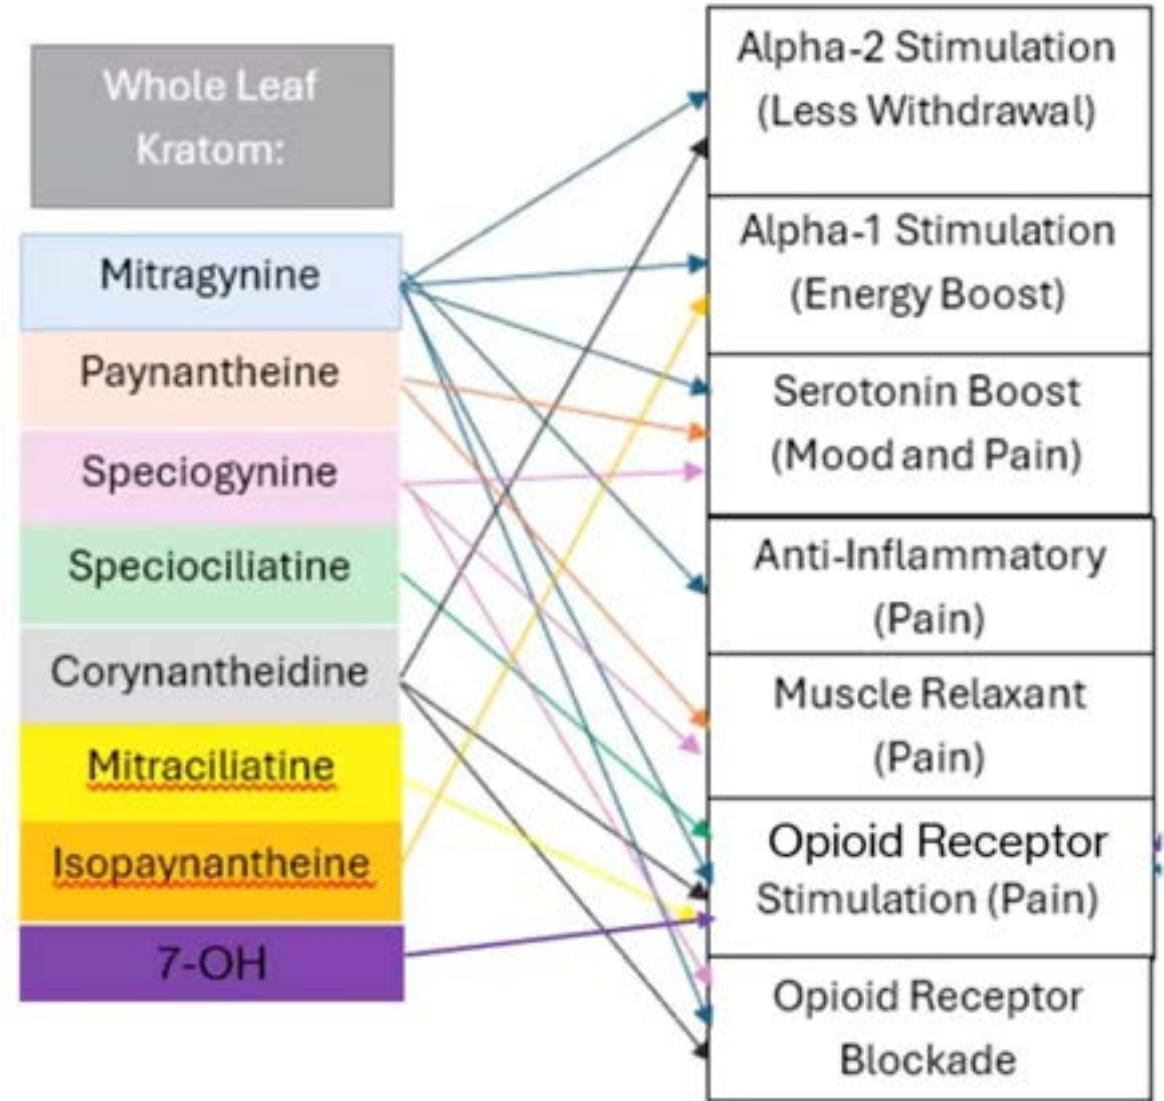 Whole Leaf
Kratom:
Mitragynine
Paynantheine
Speciogynine
Speciociliatine
Corynantheidine
Mitraciliatine
Isopaynantheine
7-OH
Alpha-2 Stimulation
(Less Withdrawal)
Alpha-1 Stimulation
(Energy Boost)
Serotonin Boost
(Mood and Pain)
Anti-Inflammatory
(Pain)
Muscle Relaxant
(Pain)
Opioid Receptor
Stimulation (Pain)
Opioid Receptor
Blockade